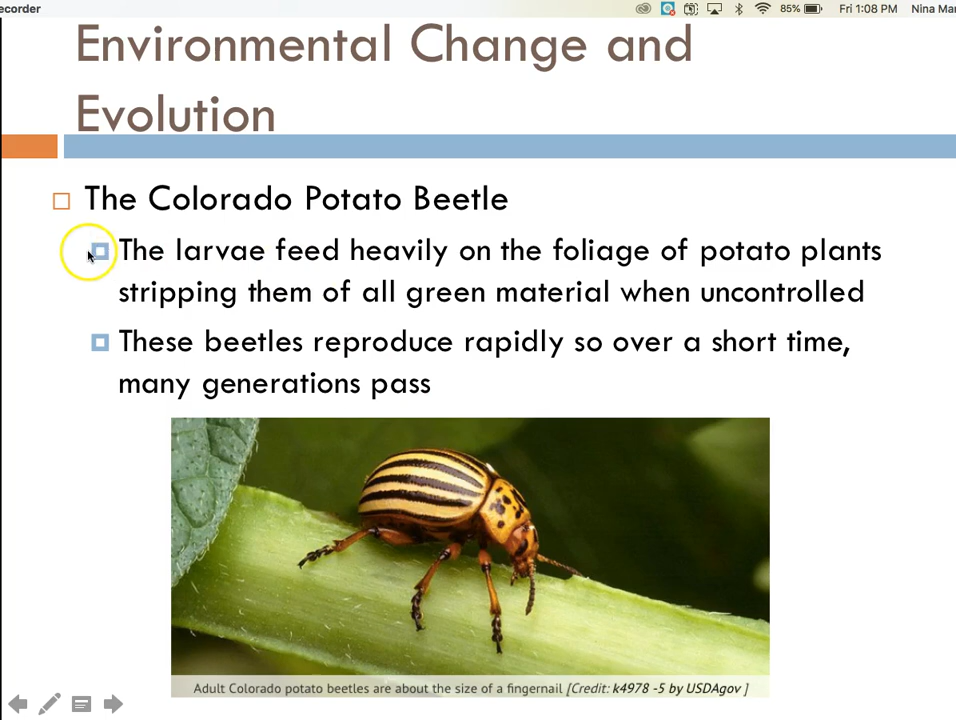 ecorder
85%
Fri 1:08 PM
Nina Mar
Environmental Change and
Evolution
The Colorado Potato Beetle
The larvae feed heavily on the foliage of potato plants
stripping them of all green material when uncontrolled
These beetles reproduce rapidly so over a short time,
many generations pass
Adult Colorado potato beetles are about the size of a fingernail [Credit: k4978 -5 by USDAgov ]